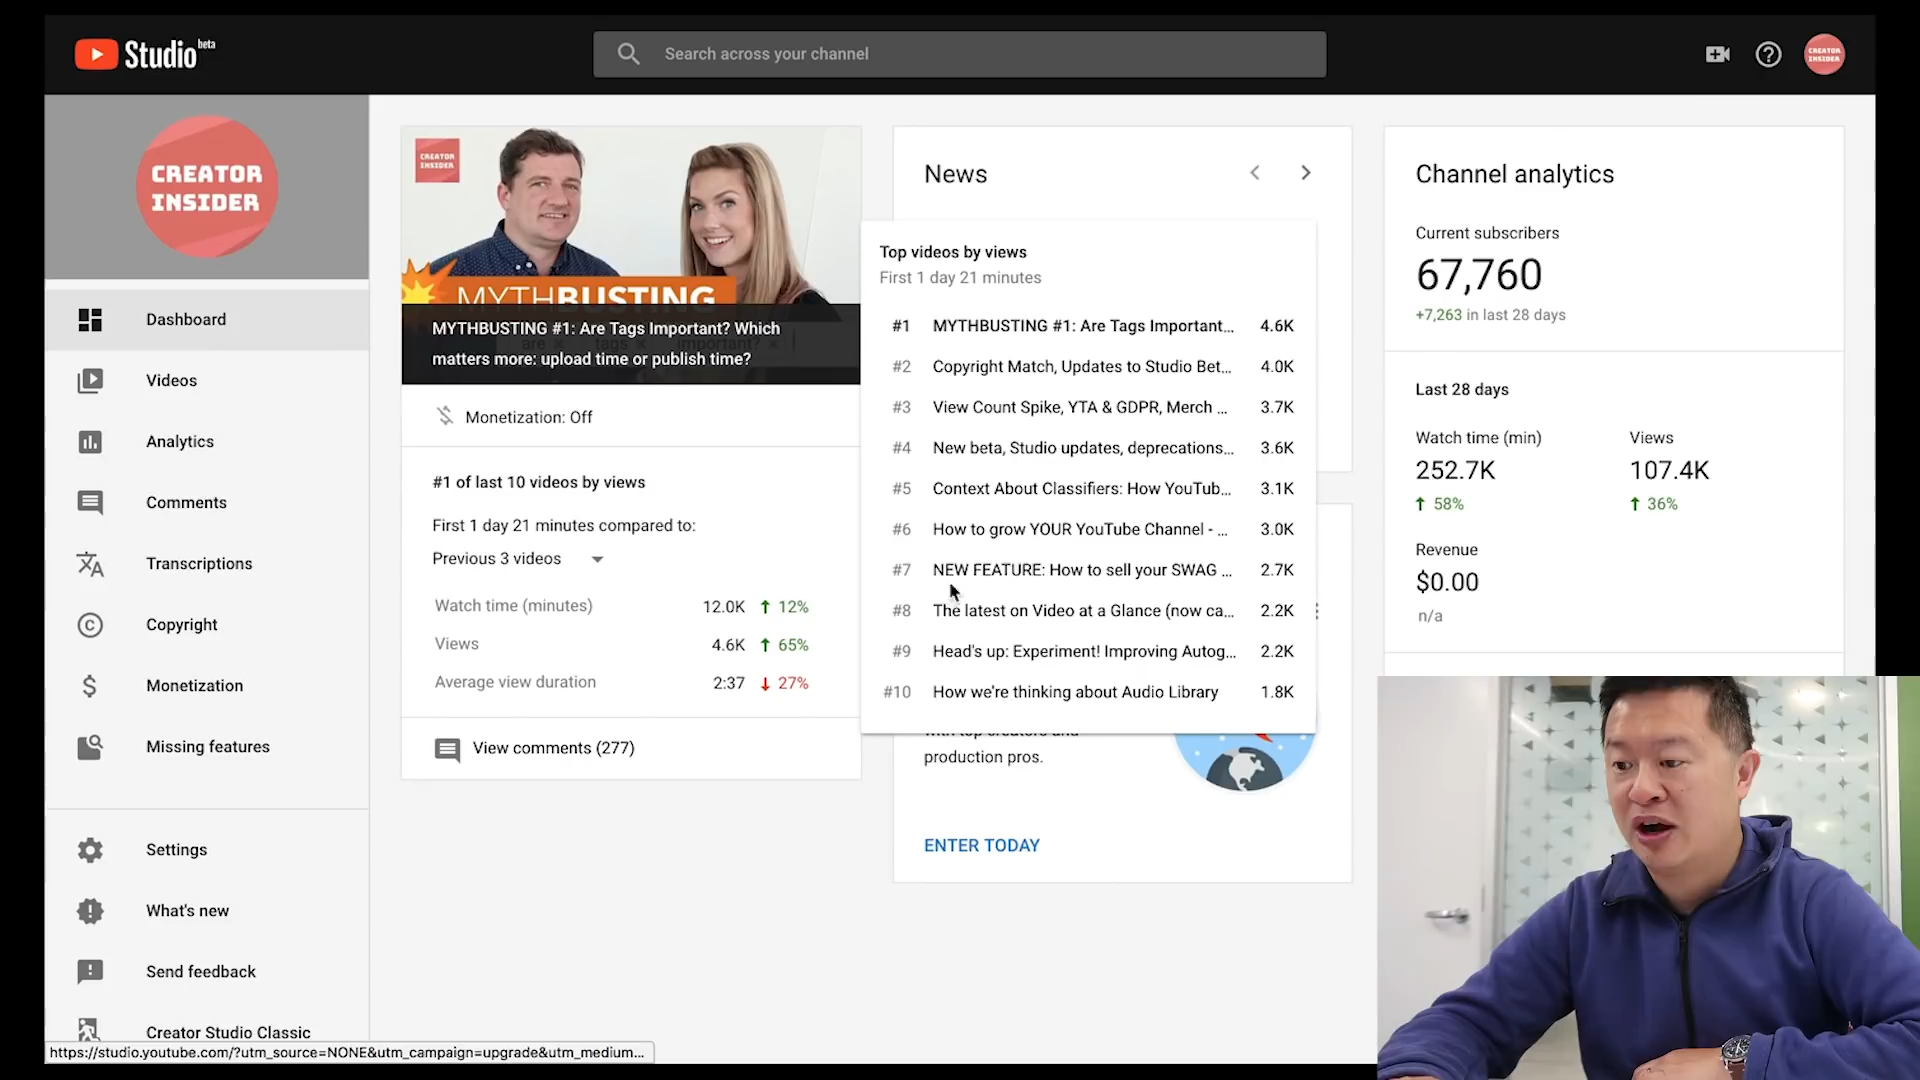 Studio beta
Search across your channel
CREATOR INSIDER
CREATOR
INSIDER
Dashboard
Videos
Analytics
Comments
Transcriptions
Copyright
Monetization
Missing features
Settings
What's new
Send feedback
Creator Studio Classic
https://studio.youtube.com/?utm_source=NONE&utm_campaign=upgrade&utm_medium...
CREATOR
INSIDER
MYTHBUSTING
MYTHBUSTING #1: Are Tags Important? Which
are tags important?
matters more: upload time or publish time?
Monetization: Off
#1 of last 10 videos by views
First 1 day 21 minutes compared to:
Previous 3 videos
Watch time (minutes) 12.0K 12%
Views 4.6K 65%
Average view duration 2:37 27%
View comments (277)
News
Top videos by views
First 1 day 21 minutes
#1 MYTHBUSTING #1: Are Tags Important... 4.6K
#2 Copyright Match, Updates to Studio Bet... 4.0K
#3 View Count Spike, YTA & GDPR, Merch ... 3.7K
#4 New beta, Studio updates, deprecations... 3.6K
#5 Context About Classifiers: How YouTub... 3.1K
#6 How to grow YOUR YouTube Channel - ... 3.0K
#7 NEW FEATURE: How to sell your SWAG ... 2.7K
#8 The latest on Video at a Glance (now ca... 2.2K
#9 Head's up: Experiment! Improving Autog... 2.2K
#10 How we're thinking about Audio Library 1.8K
production pros.
ENTER TODAY
Channel analytics
Current subscribers
67,760
+7,263 in last 28 days
Last 28 days
Watch time (min) Views
252.7K 107.4K
58% 36%
Revenue
$0.00
n/a